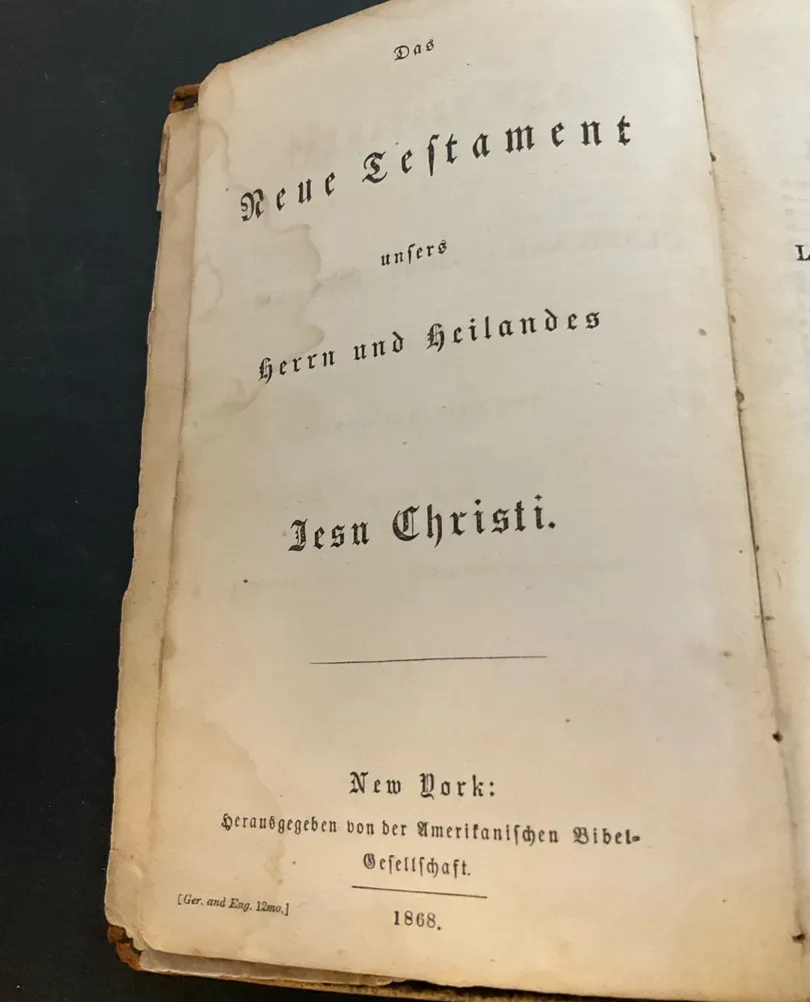 Das
Neue Testament
unsers
Herrn und Heilandes
Jesu Christi.
New York:
Herausgegeben von der Amerikanischen Bibel-
Gesellschaft.
[Ger. and Eng. 12mo.]
1868.
L